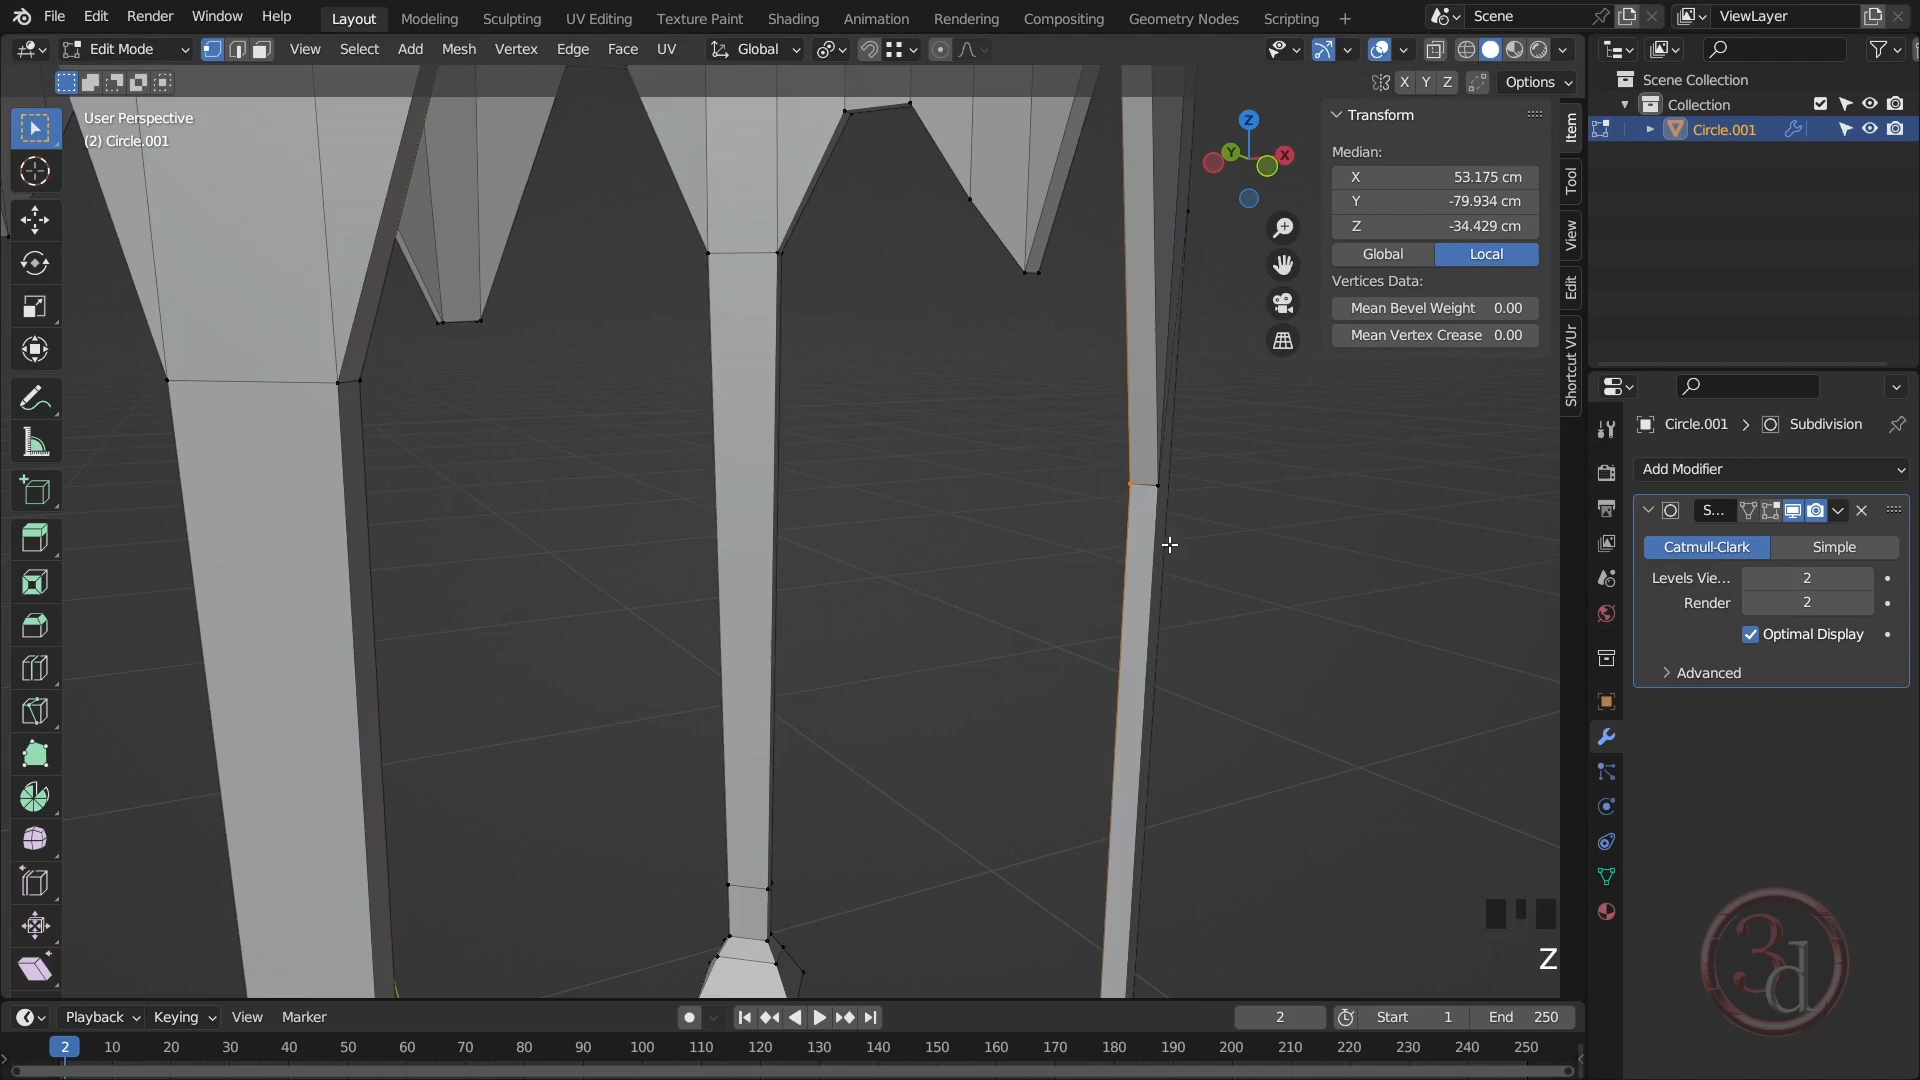 File Edit Render Window Help Layout Modeling Sculpting UV Editing Texture Paint Shading Animation Rendering Compositing Geometry Nodes Scripting + Scene ViewLayer
Edit Mode View Select Add Mesh Vertex Edge Face UV Global
X Y Z Options
Scene Collection
Collection
Circle.001
User Perspective
(2) Circle.001
Z
Y
X
Transform
Median:
X 53.175 cm
Y -79.934 cm
Z -34.429 cm
Global Local
Vertices Data:
Mean Bevel Weight 0.00
Mean Vertex Crease 0.00
Item
Tool
View
Edit
Shortcut VUr
Circle.001 > Subdivision
Add Modifier
S...
Catmull-Clark Simple
Levels Vie... 2
Render 2
Optimal Display
Advanced
3d
Z
Playback Keying View Marker 2 Start 1 End 250
2 10 20 30 40 50 60 70 80 90 100 110 120 130 140 150 160 170 180 190 200 210 220 230 240 250